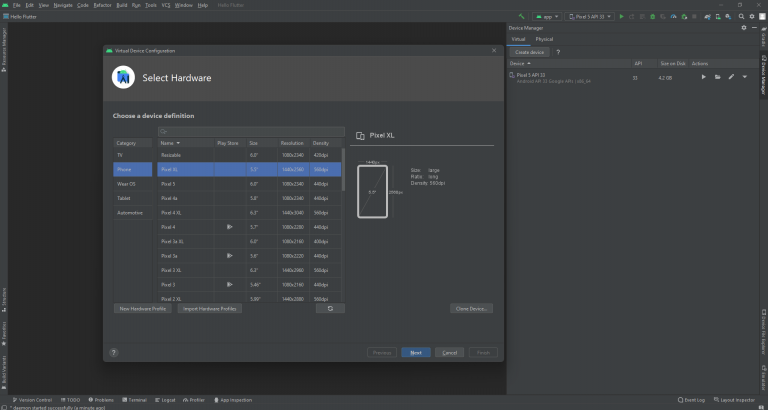 File Edit View Navigate Code Refactor Build Run Tools VCS Window Help Hello Flutter
Hello Flutter
app Pixel 5 API 33
Resource Manager
Structure
Favorites
Build Variants
Virtual Device Configuration
Select Hardware
Choose a device definition
Category Name Play Store Size Resolution Density
TV Resizable 6.0" 1080x2340 420dpi
Phone Pixel XL 5.5" 1440x2560 560dpi
Wear OS Pixel 5 6.0" 1080x2340 440dpi
Tablet Pixel 4a 5.8" 1080x2340 440dpi
Automotive Pixel 4 XL 6.3" 1440x3040 560dpi
Pixel 4 5.7" 1080x2280 440dpi
Pixel 3a XL 6.0" 1080x2160 400dpi
Pixel 3a 5.6" 1080x2220 440dpi
Pixel 3 XL 6.3" 1440x2960 560dpi
Pixel 3 5.46" 1080x2160 440dpi
Pixel 2 XL 5.99" 1440x2880 560dpi
New Hardware Profile Import Hardware Profiles
Pixel XL
1440px
5.5" 2560px
Size: large
Ratio: long
Density: 560dpi
Clone Device...
? Previous Next Cancel Finish
Device Manager
Virtual Physical
Create device ?
Device API Size on Disk Actions
Pixel 5 API 33 33 4.2 GB
Android API 33 Google APIs | x86_64
Gradle
Device Manager
Device File Explorer
Emulator
Version Control TODO Problems Terminal Logcat Profiler App Inspection Event Log Layout Inspector
* daemon started successfully (a minute ago)